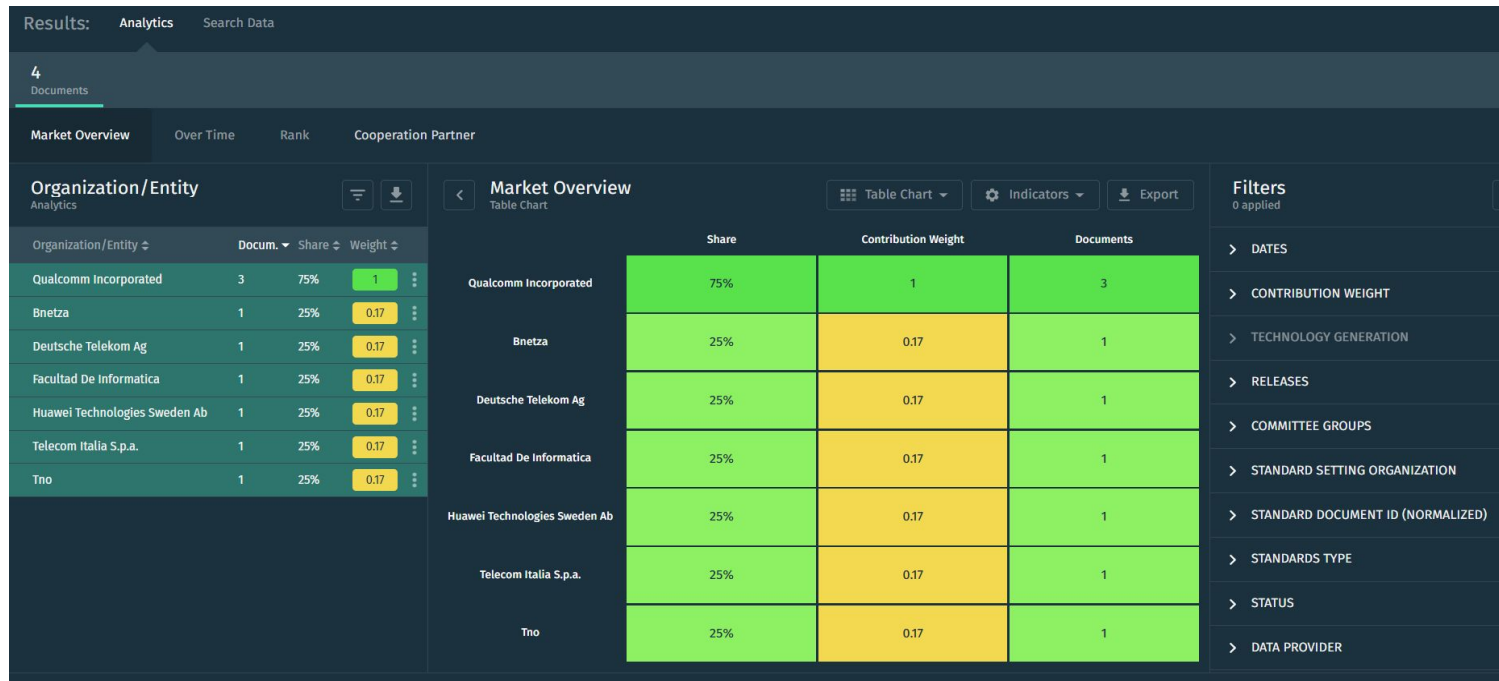 Results: Analytics Search Data
4
Documents
Market Overview Over Time Rank Cooperation Partner
Organization/Entity
Analytics
Organization/Entity Docum. Share Weight
Qualcomm Incorporated 3 75% 1
Bnetza 1 25% 0.17
Deutsche Telekom Ag 1 25% 0.17
Facultad De Informatica 1 25% 0.17
Huawei Technologies Sweden Ab 1 25% 0.17
Telecom Italia S.p.a. 1 25% 0.17
Tno 1 25% 0.17
Market Overview
Table Chart
Table Chart Indicators Export
Share Contribution Weight Documents
Qualcomm Incorporated 75% 1 3
Bnetza 25% 0.17 1
Deutsche Telekom Ag 25% 0.17 1
Facultad De Informatica 25% 0.17 1
Huawei Technologies Sweden Ab 25% 0.17 1
Telecom Italia S.p.a. 25% 0.17 1
Tno 25% 0.17 1
Filters
0 applied
DATES
CONTRIBUTION WEIGHT
TECHNOLOGY GENERATION
RELEASES
COMMITTEE GROUPS
STANDARD SETTING ORGANIZATION
STANDARD DOCUMENT ID (NORMALIZED)
STANDARDS TYPE
STATUS
DATA PROVIDER